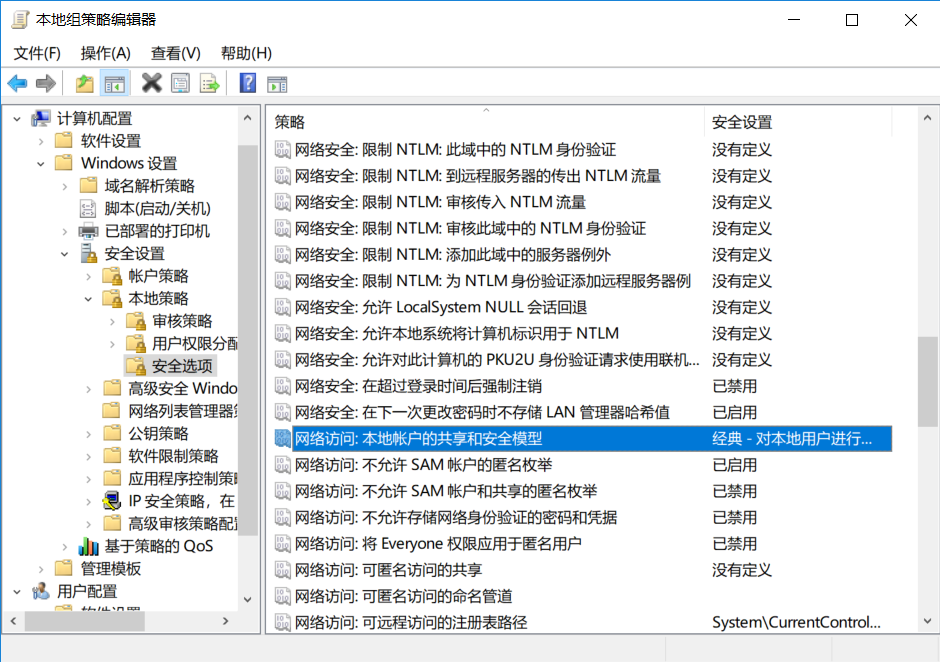 本地组策略编辑器
文件(F) 操作(A) 查看(V) 帮助(H)
计算机配置
软件设置
Windows 设置
域名解析策略
脚本(启动/关机)
已部署的打印机
安全设置
帐户策略
本地策略
审核策略
用户权限分配
安全选项
高级安全 Windo
网络列表管理器
公钥策略
软件限制策略
应用程序控制策略
IP 安全策略，在
高级审核策略配置
基于策略的 QoS
管理模板
用户配置
软件设置
策略 安全设置
网络安全: 限制 NTLM: 此域中的 NTLM 身份验证 没有定义
网络安全: 限制 NTLM: 到远程服务器的传出 NTLM 流量 没有定义
网络安全: 限制 NTLM: 审核传入 NTLM 流量 没有定义
网络安全: 限制 NTLM: 审核此域中的 NTLM 身份验证 没有定义
网络安全: 限制 NTLM: 添加此域中的服务器例外 没有定义
网络安全: 限制 NTLM: 为 NTLM 身份验证添加远程服务器例 没有定义
网络安全: 允许 LocalSystem NULL 会话回退 没有定义
网络安全: 允许本地系统将计算机标识用于 NTLM 没有定义
网络安全: 允许对此计算机的 PKU2U 身份验证请求使用联机... 没有定义
网络安全: 在超过登录时间后强制注销 已禁用
网络安全: 在下一次更改密码时不存储 LAN 管理器哈希值 已启用
网络访问: 本地帐户的共享和安全模型 经典 - 对本地用户进行...
网络访问: 不允许 SAM 帐户的匿名枚举 已启用
网络访问: 不允许 SAM 帐户和共享的匿名枚举 已禁用
网络访问: 不允许存储网络身份验证的密码和凭据 已禁用
网络访问: 将 Everyone 权限应用于匿名用户 已禁用
网络访问: 可匿名访问的共享 没有定义
网络访问: 可匿名访问的命名管道
网络访问: 可远程访问的注册表路径 System\CurrentControl...